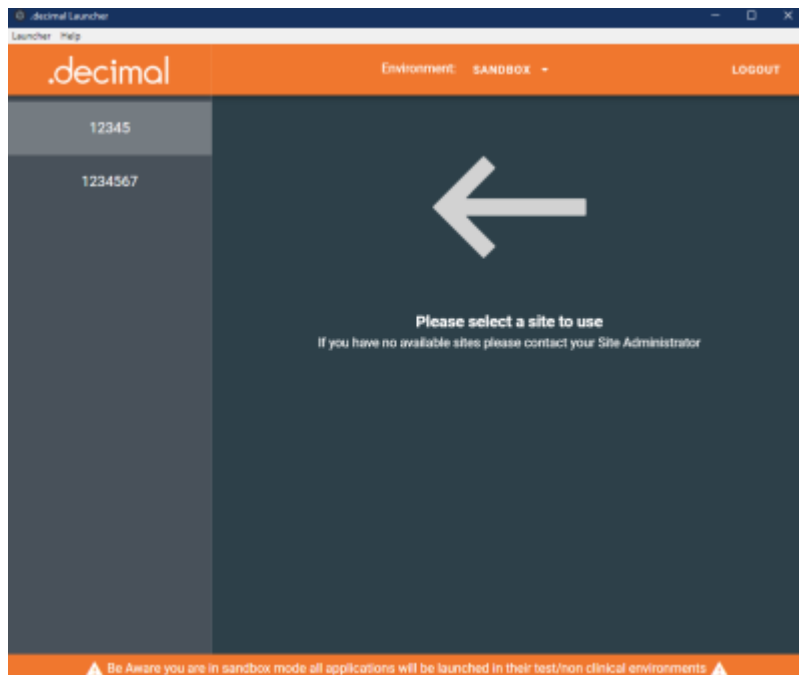 .decimal Launcher
Launcher Help
.decimal Environment: SANDBOX LOGOUT
12345
1234567
Please select a site to use
If you have no available sites please contact your Site Administrator
Be Aware you are in sandbox mode all applications will be launched in their test/non clinical environments